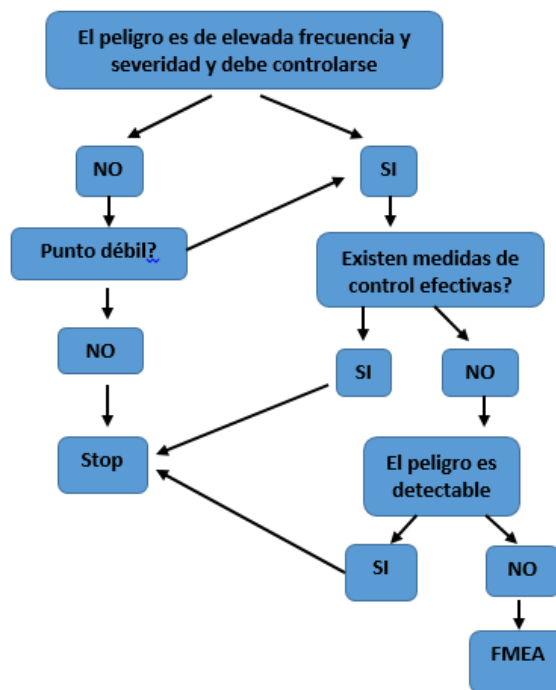 El peligro es de elevada frecuencia y
severidad y debe controlarse
NO
SI
Punto débil?
Existen medidas de
control efectivas?
NO
SI
NO
Stop
El peligro es
detectable
SI
NO
FMEA